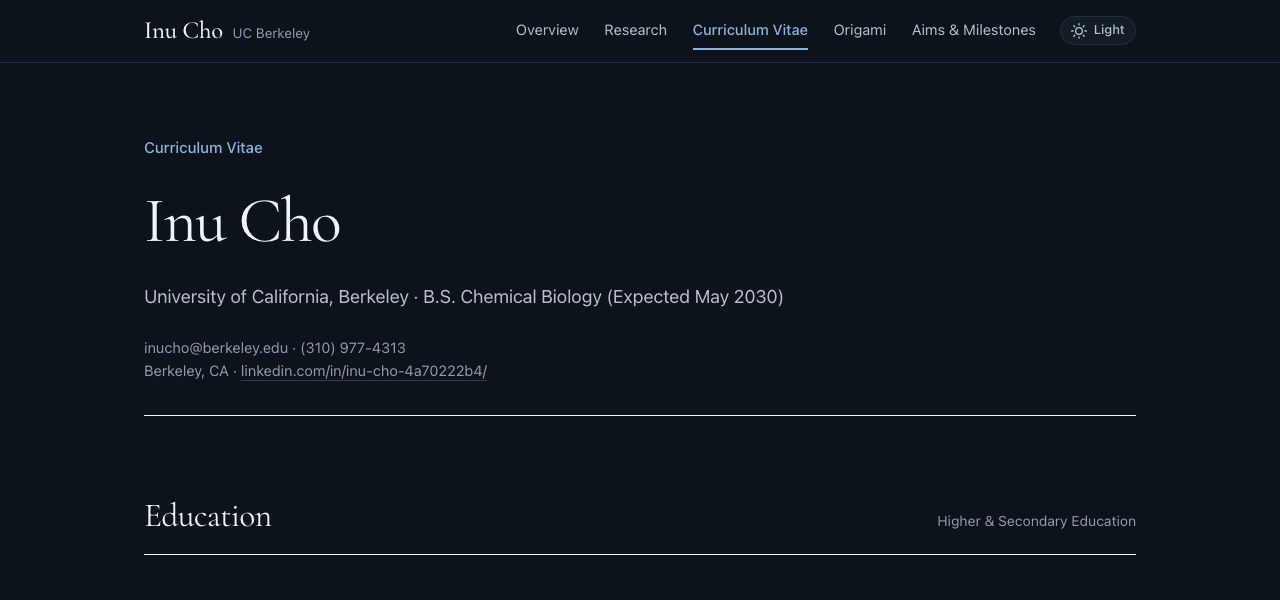 Inu Cho UC Berkeley Overview Research Curriculum Vitae Origami Aims & Milestones Light
Curriculum Vitae
Inu Cho
University of California, Berkeley · B.S. Chemical Biology (Expected May 2030)
inucho@berkeley.edu · (310) 977-4313
Berkeley, CA · linkedin.com/in/inu-cho-4a70222b4/
Education Higher & Secondary Education